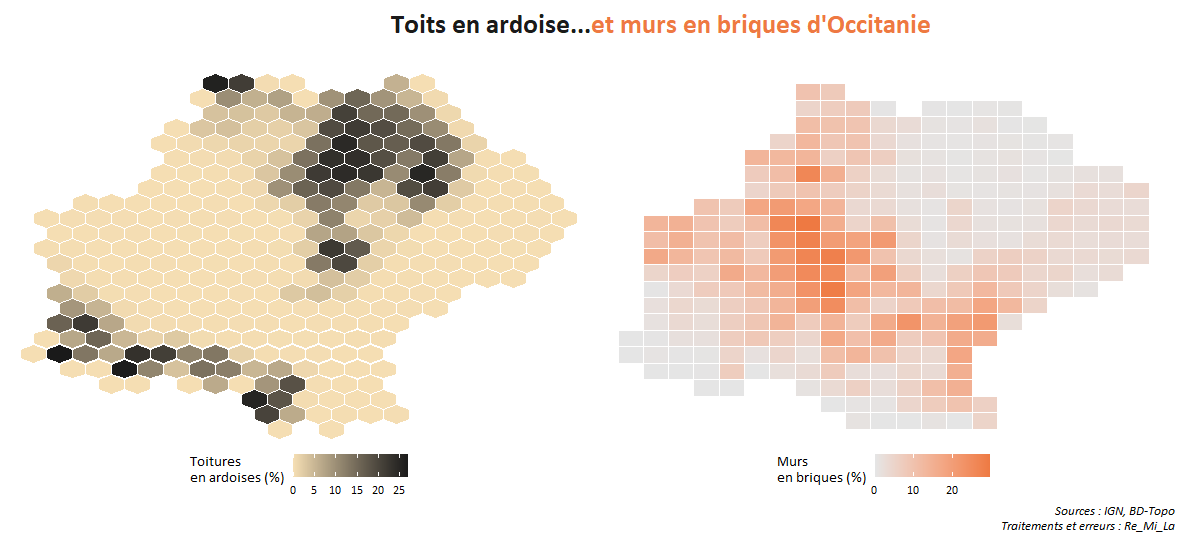 Toits en ardoise...et murs en briques d'Occitanie
Toitures
en ardoises (%)
0 5 10 15 20 25
Murs
en briques (%)
0 10 20
Sources : IGN, BD-Topo
Traitements et erreurs : Re_Mi_La